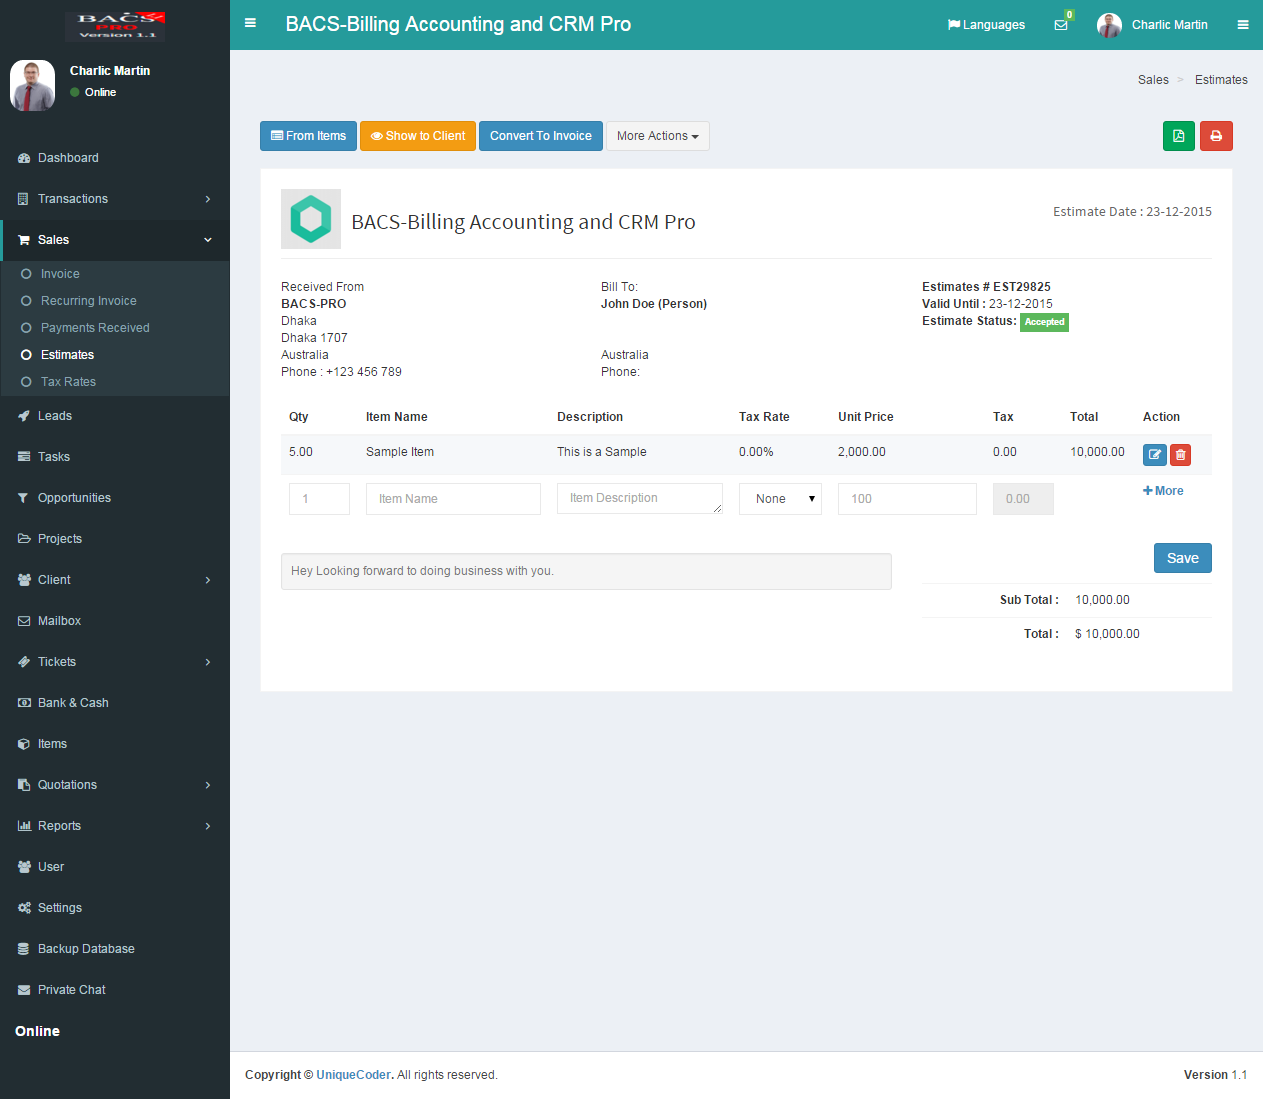 BACS
PRO
Version 1.1
BACS-Billing Accounting and CRM Pro
Languages
0
Charlic Martin
Charlic Martin
Online
Sales > Estimates
Dashboard
Transactions
Sales
Invoice
Recurring Invoice
Payments Received
Estimates
Tax Rates
Leads
Tasks
Opportunities
Projects
Client
Mailbox
Tickets
Bank & Cash
Items
Quotations
Reports
User
Settings
Backup Database
Private Chat
Online
From Items Show to Client Convert To Invoice More Actions
BACS-Billing Accounting and CRM Pro
Estimate Date : 23-12-2015
Received From
BACS-PRO
Dhaka
Dhaka 1707
Australia
Phone : +123 456 789
Bill To:
John Doe (Person)
Australia
Phone:
Estimates # EST29825
Valid Until : 23-12-2015
Estimate Status: Accepted
Qty Item Name Description Tax Rate Unit Price Tax Total Action
5.00 Sample Item This is a Sample 0.00% 2,000.00 0.00 10,000.00
1 Item Name Item Description None 100 0.00 More
Save
Hey Looking forward to doing business with you.
Sub Total : 10,000.00
Total : $ 10,000.00
Copyright © UniqueCoder. All rights reserved.
Version 1.1